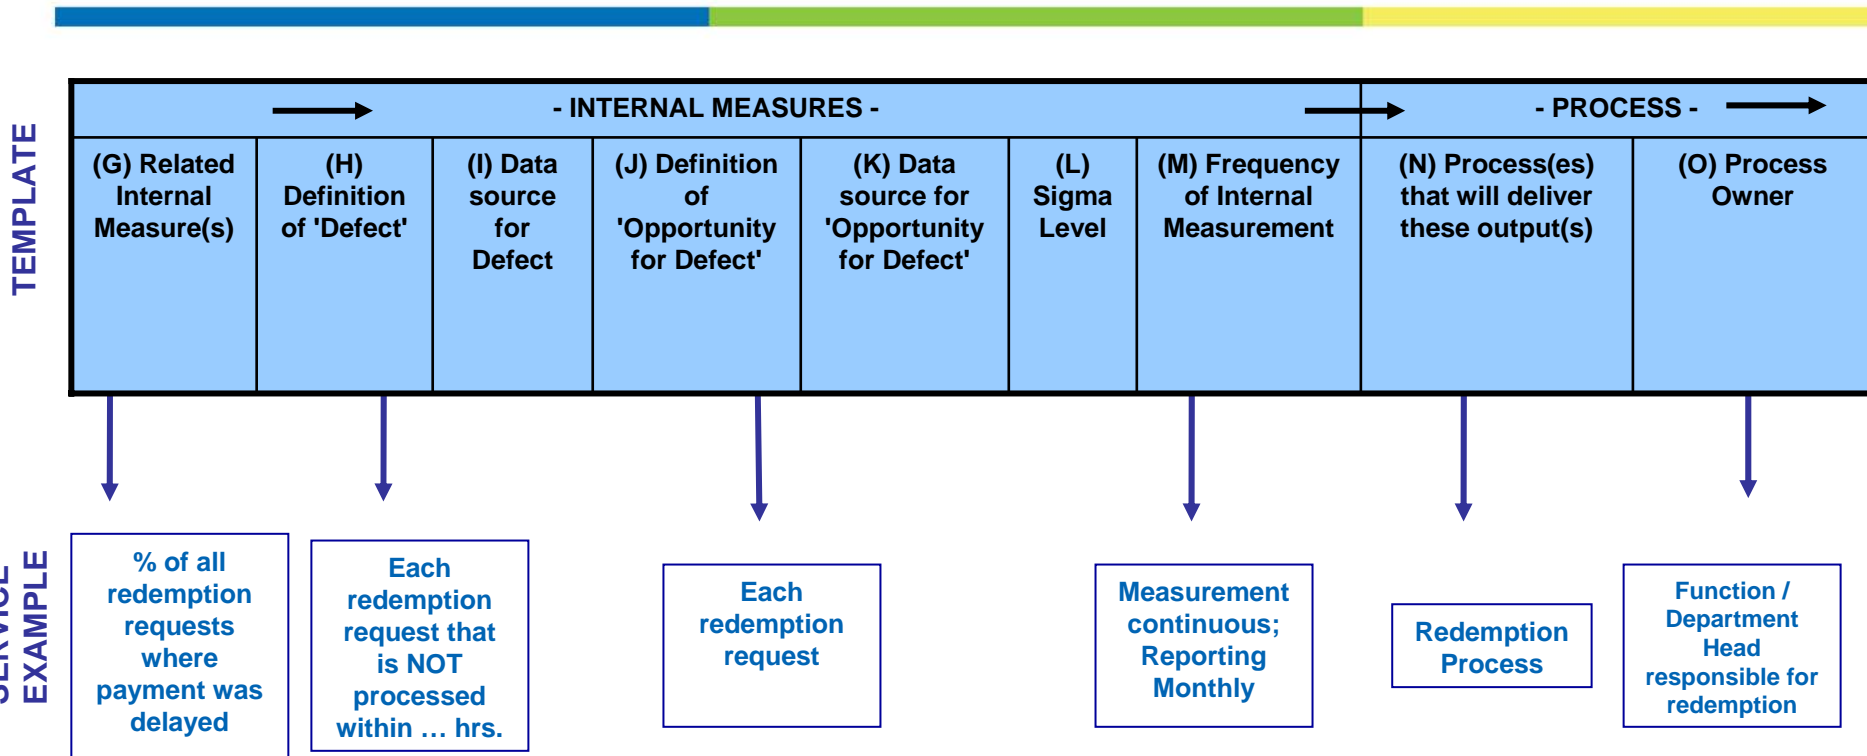 TEMPLATE
- INTERNAL MEASURES -
- PROCESS -
(G) Related
Internal
Measure(s)
(H)
Definition
of 'Defect'
(I) Data
source
for
Defect
(J) Definition
of
'Opportunity
for Defect'
(K) Data
source for
'Opportunity
for Defect'
(L)
Sigma
Level
(M) Frequency
of Internal
Measurement
(N) Process(es)
that will deliver
these output(s)
(O) Process
Owner
SERVICE
EXAMPLE
% of all
redemption
requests
where
payment was
delayed
Each
redemption
request that
is NOT
processed
within … hrs.
Each
redemption
request
Measurement
continuous;
Reporting
Monthly
Redemption
Process
Function /
Department
Head
responsible for
redemption